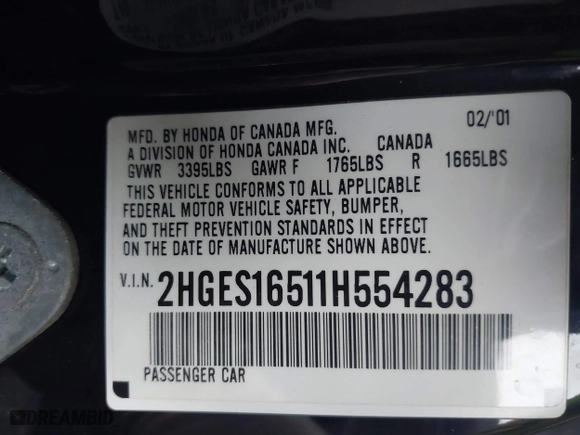 02/'01
MFD. BY HONDA OF CANADA MFG.
A DIVISION OF HONDA CANADA INC. CANADA
GVWR 3395LBS GAWR F 1765LBS R 1665LBS
THIS VEHICLE CONFORMS TO ALL APPLICABLE
FEDERAL MOTOR VEHICLE SAFETY, BUMPER,
AND THEFT PREVENTION STANDARDS IN EFFECT
ON THE DATE OF MANUFACTURE SHOWN ABOVE.
V.I.N. 2HGES16511H554283
PASSENGER CAR
DREAMBID